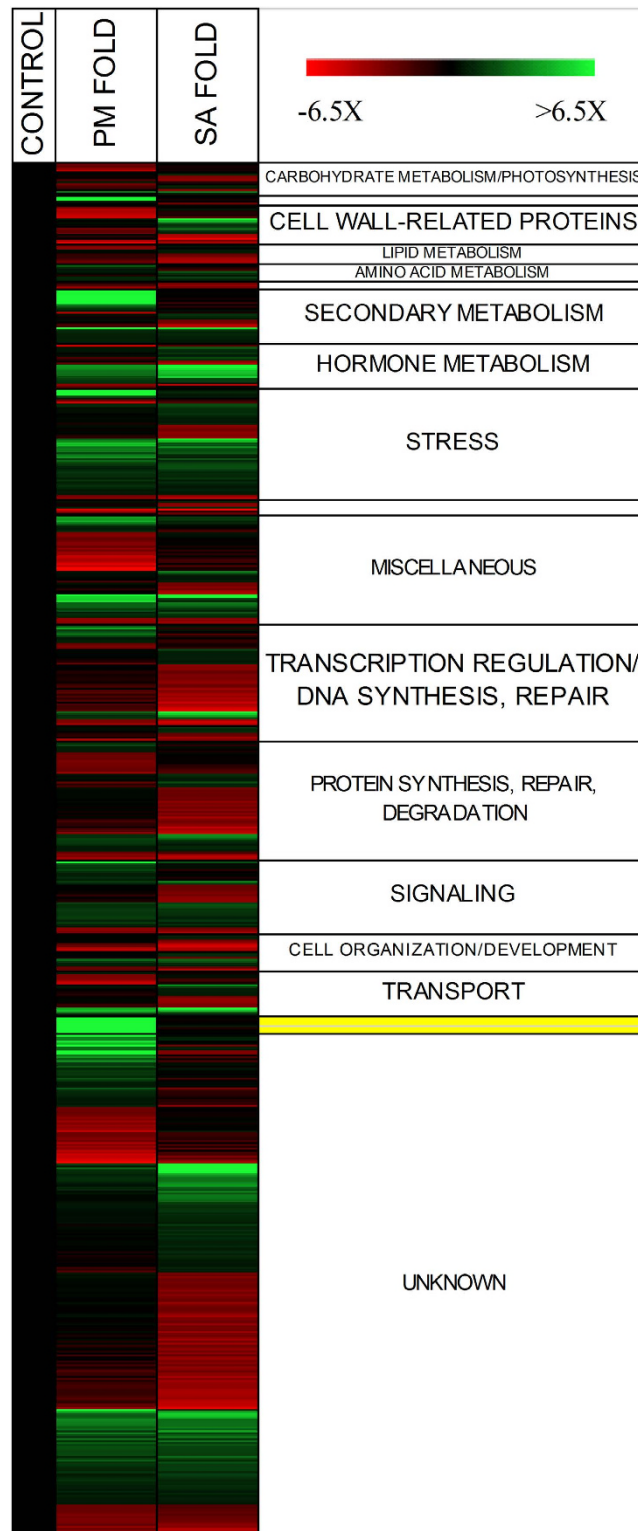 CONTROL
PM FOLD
SA FOLD
-6.5X
>6.5X
CARBOHYDRATE METABOLISM/PHOTOSYNTHESIS
CELL WALL-RELATED PROTEINS
LIPID METABOLISM
AMINO ACID METABOLISM
SECONDARY METABOLISM
HORMONE METABOLISM
STRESS
MISCELLANEOUS
TRANSCRIPTION REGULATION/
DNA SYNTHESIS, REPAIR
PROTEIN SYNTHESIS, REPAIR,
DEGRADATION
SIGNALING
CELL ORGANIZATION/DEVELOPMENT
TRANSPORT
UNKNOWN